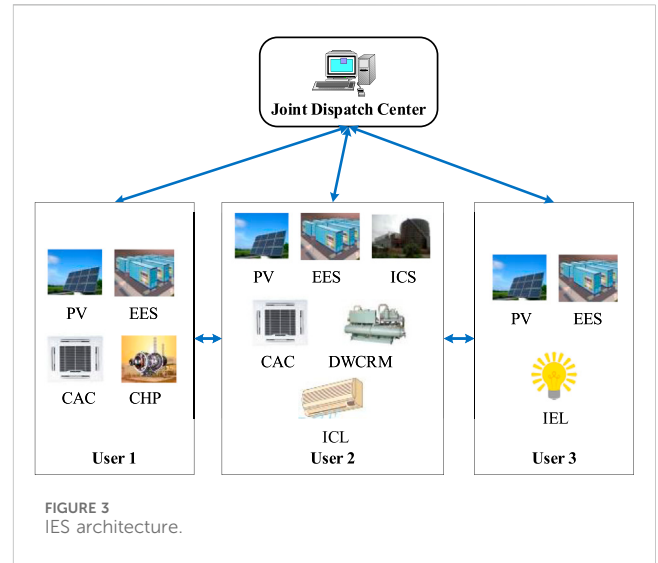 Joint Dispatch Center
PV EES
CAC CHP
User 1
PV EES ICS
CAC DWCRM
ICL
User 2
PV EES
IEL
User 3
FIGURE 3
IES architecture.